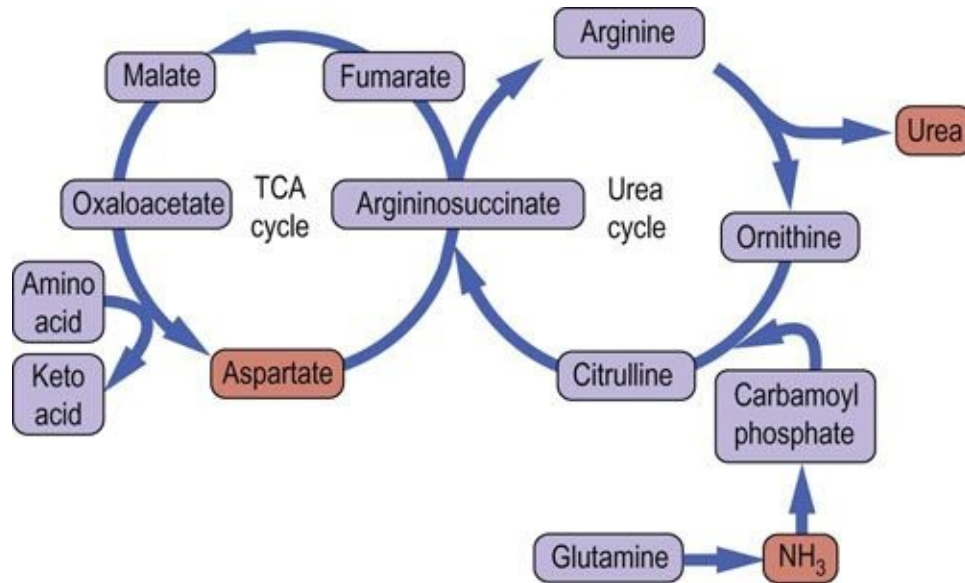 Arginine
Malate
Fumarate
Urea
Oxaloacetate
TCA
cycle
Argininosuccinate
Urea
cycle
Ornithine
Amino
acid
Keto
acid
Aspartate
Citrulline
Carbamoyl
phosphate
Glutamine
NH₃